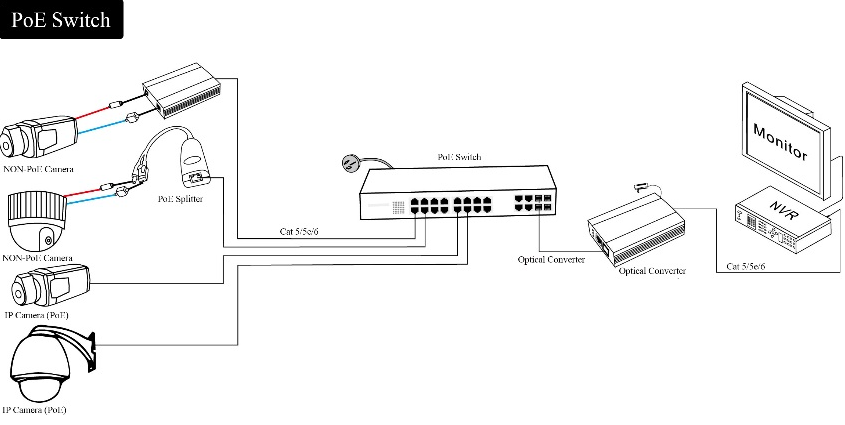 PoE Switch
NON-PoE Camera
PoE Splitter
NON-PoE Camera
IP Camera (PoE)
IP Camera (PoE)
Cat 5/5e/6
PoE Switch
Optical Converter
Optical Converter
Cat 5/5e/6
Monitor
NVR